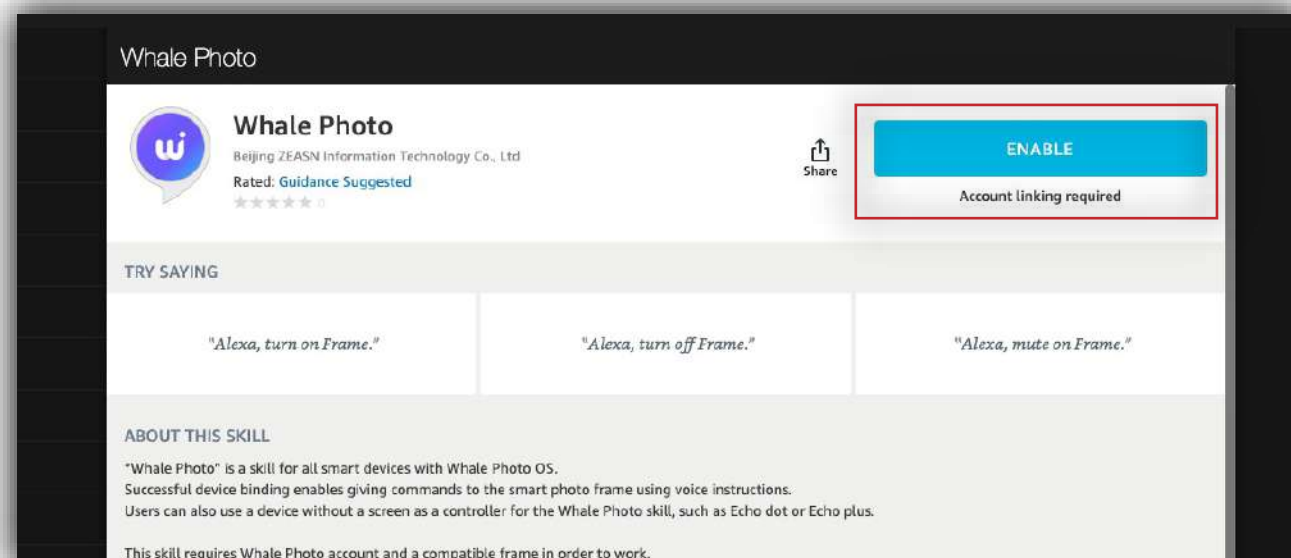 Whale Photo
Whale Photo
Beijing ZEASN Information Technology Co., Ltd
Rated: Guidance Suggested
0
Share
ENABLE
Account linking required
TRY SAYING
"Alexa, turn on Frame."
"Alexa, turn off Frame."
"Alexa, mute on Frame."
ABOUT THIS SKILL
"Whale Photo" is a skill for all smart devices with Whale Photo OS.
Successful device binding enables giving commands to the smart photo frame using voice instructions.
Users can also use a device without a screen as a controller for the Whale Photo skill, such as Echo dot or Echo plus.
This skill requires Whale Photo account and a compatible frame in order to work.